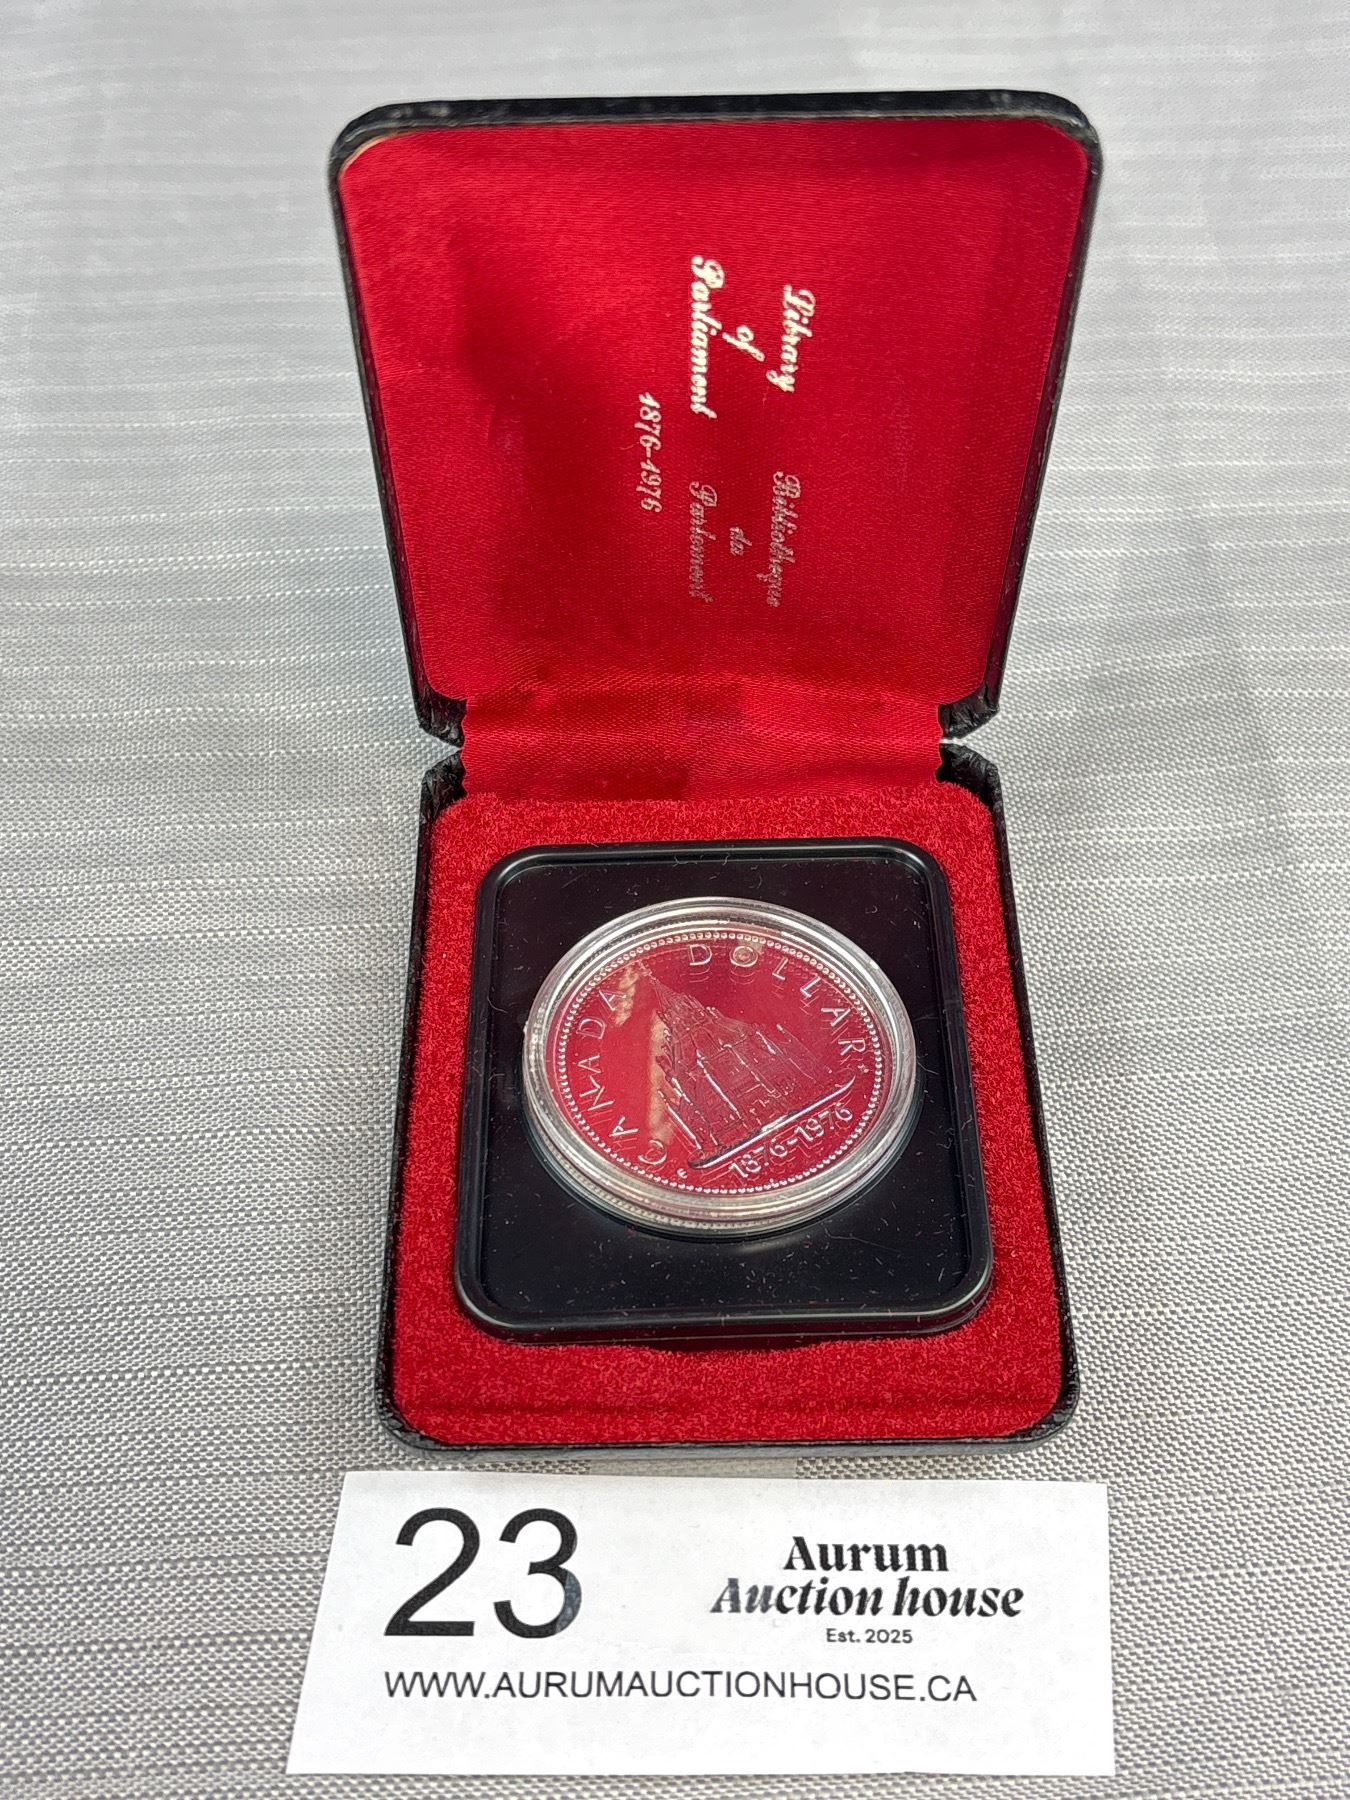 Library
of
Parliament
Bibliothèque
du
Parlement
1876-1976
CANADA DOLLAR
1876-1976
23
Aurum
Auction house
Est. 2025
WWW.AURUMAUCTIONHOUSE.CA